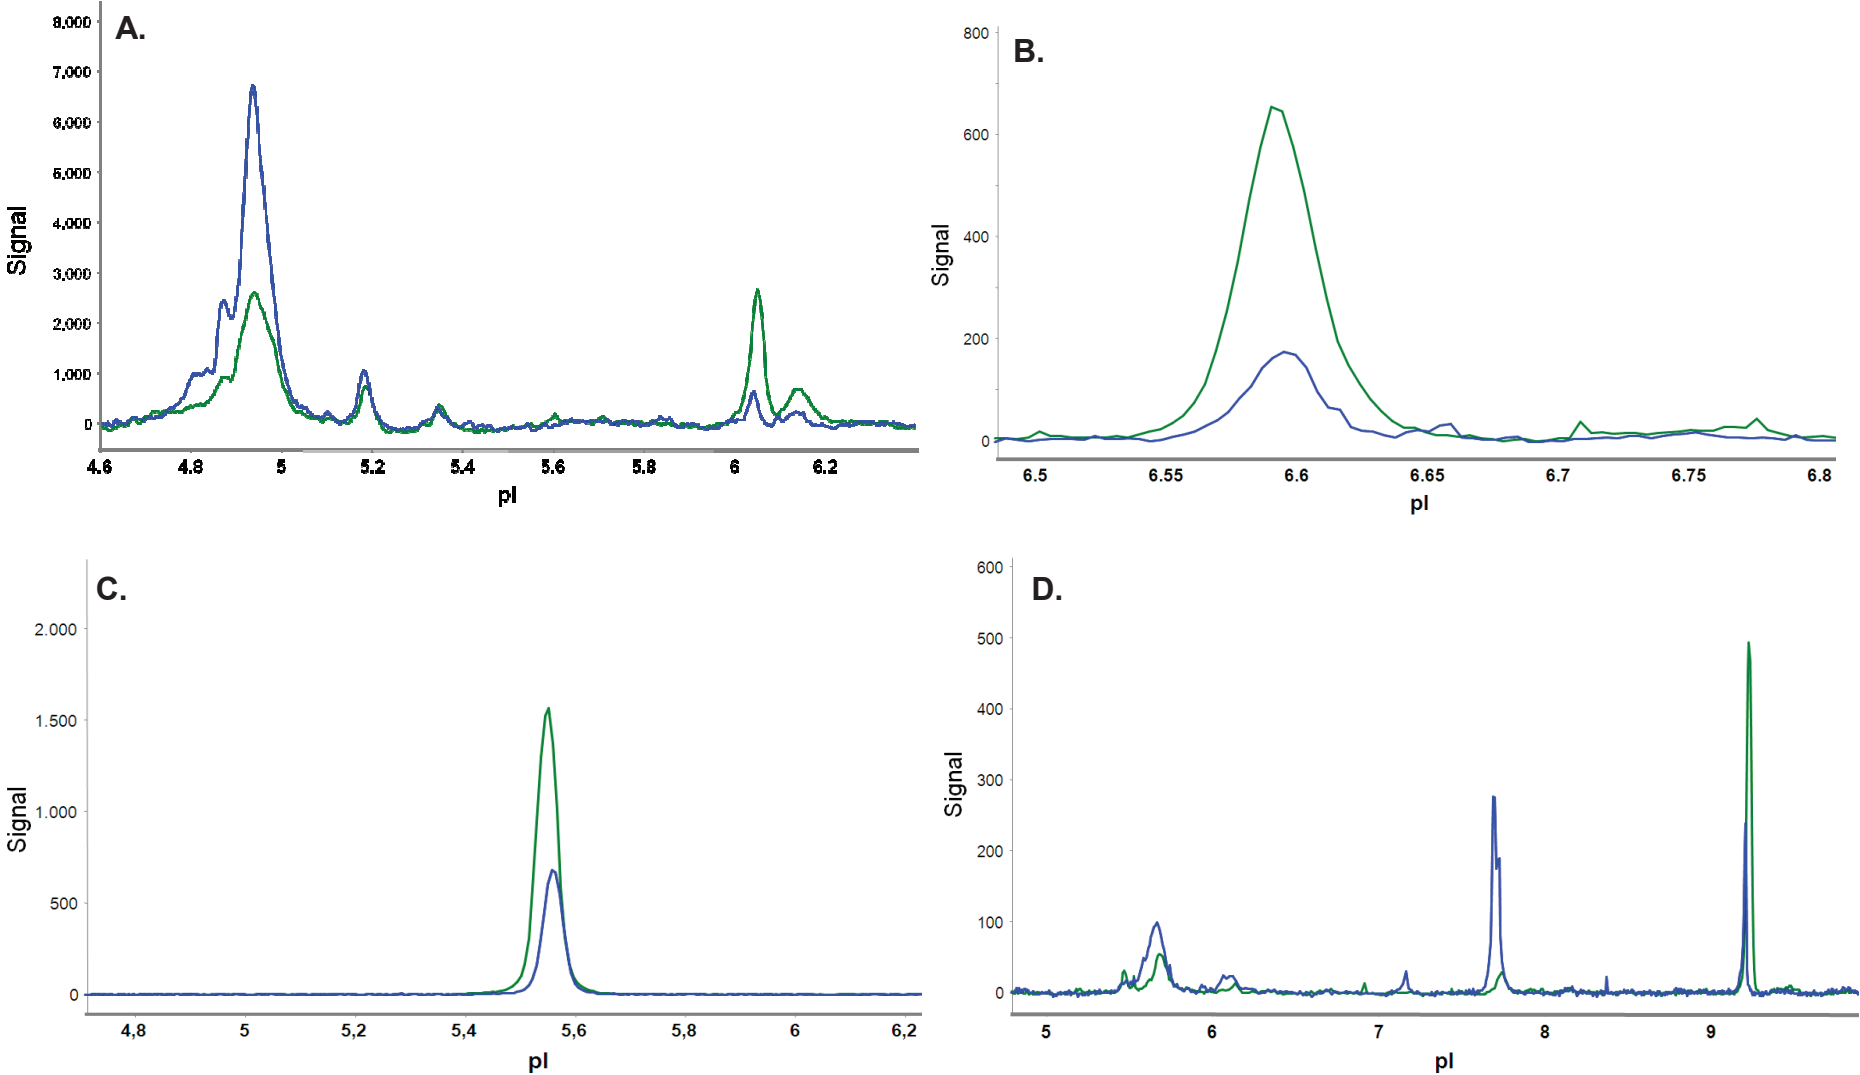 A.
8,000
7,000
6,000
5,000
4,000
3,000
2,000
1,000
0
Signal
4.6 4.8 5 5.2 5.4 5.6 5.8 6 6.2
pI
B.
800
600
400
200
0
Signal
6.5 6.55 6.6 6.65 6.7 6.75 6.8
pI
C.
2.000
1.500
1.000
500
0
Signal
4,8 5 5,2 5,4 5,6 5,8 6 6,2
pI
D.
600
500
400
300
200
100
0
Signal
5 6 7 8 9
pI